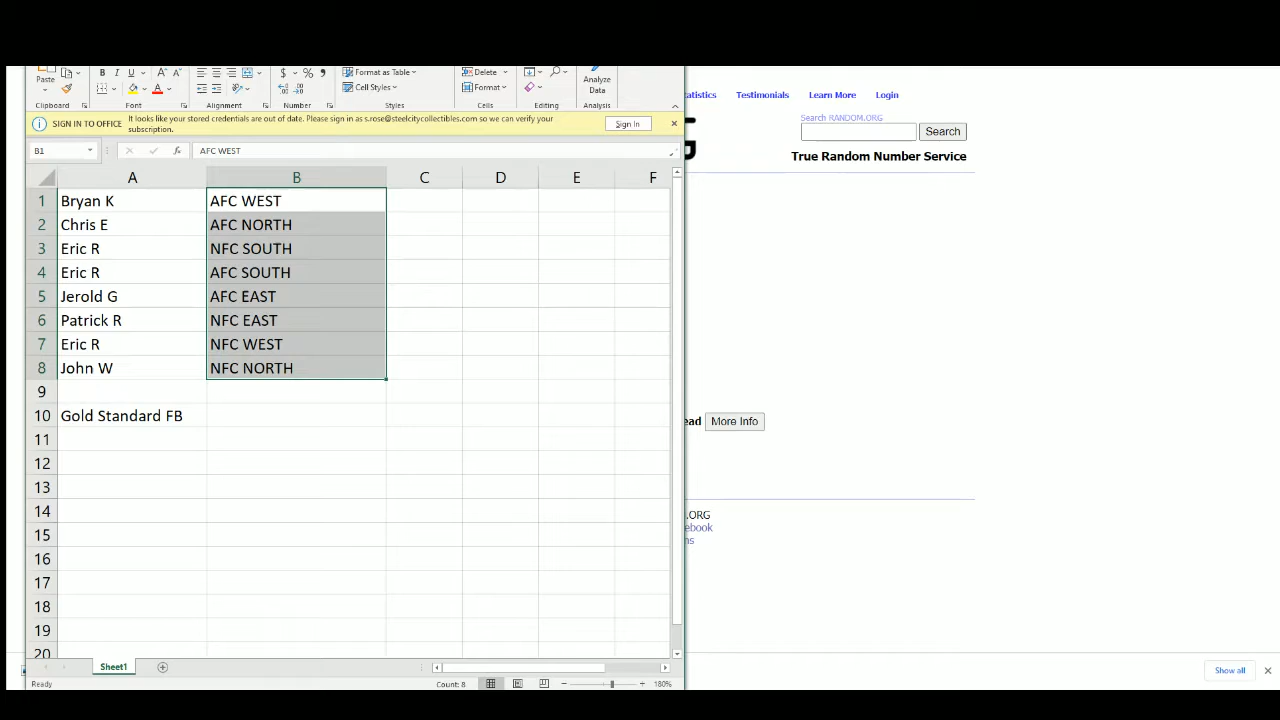 Paste
Format as Table
Delete
Cell Styles
Format
Analyze
Data
Clipboard
Font
Alignment
Number
Styles
Cells
Editing
Analysis
SIGN IN TO OFFICE It looks like your stored credentials are out of date. Please sign in as s.rose@steelcitycollectibles.com so we can verify your
subscription.
Sign In
B1
fx
AFC WEST
A B C D E F
1 Bryan K AFC WEST
2 Chris E AFC NORTH
3 Eric R NFC SOUTH
4 Eric R AFC SOUTH
5 Jerold G AFC EAST
6 Patrick R NFC EAST
7 Eric R NFC WEST
8 John W NFC NORTH
9
10 Gold Standard FB
11
12
13
14
15
16
17
18
19
20
Sheet1
Ready
Count: 8
180%
tatistics Testimonials Learn More Login
Search RANDOM.ORG
Search
True Random Number Service
ead More Info
.ORG
ebook
ns
Show all